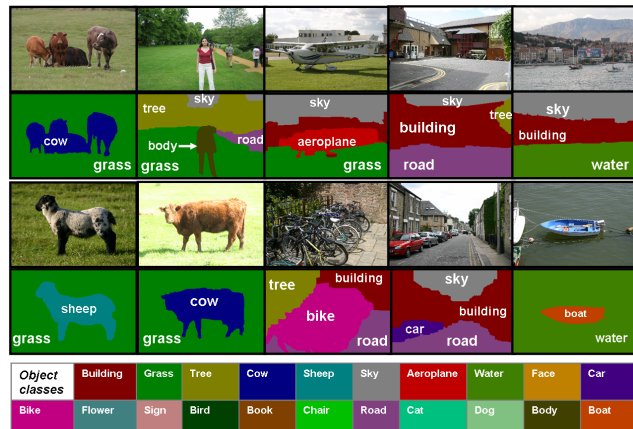 sky
tree
sky
sky
sky
tree
sky
building
cow
body
road
aeroplane
building
grass
grass
grass
road
water
tree
building
sky
sheep
cow
bike
building
boat
car
grass
grass
road
road
water
Object classes
Building
Grass
Tree
Cow
Sheep
Sky
Aeroplane
Water
Face
Car
Bike
Flower
Sign
Bird
Book
Chair
Road
Cat
Dog
Body
Boat